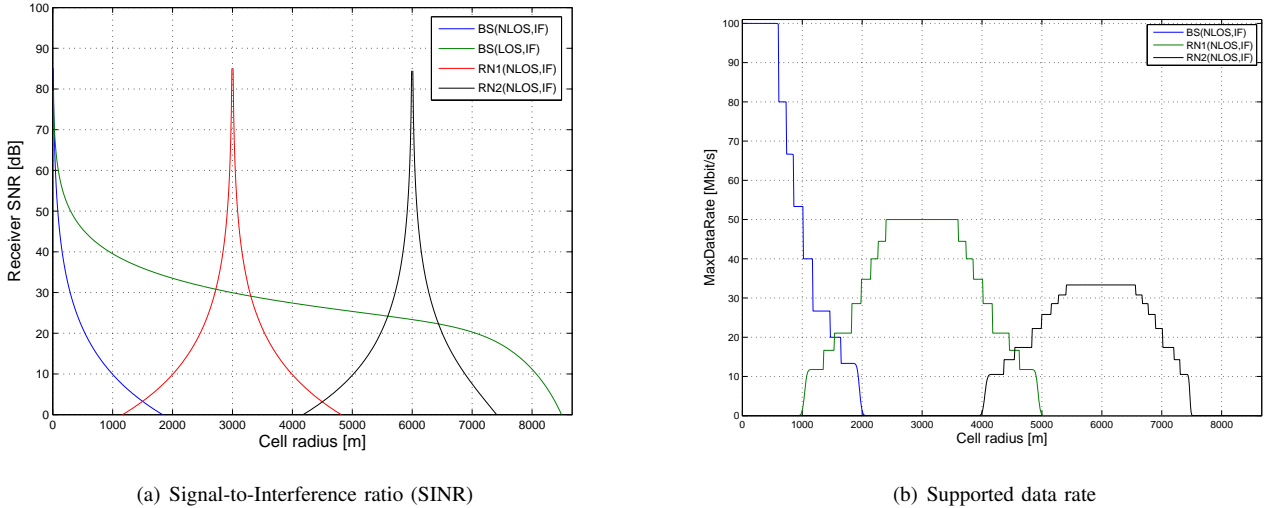 100
90
80
70
60
50
40
30
20
10
0
Receiver SNR [dB]
0 1000 2000 3000 4000 5000 6000 7000 8000
Cell radius [m]
BS(NLOS,IF)
BS(LOS,IF)
RN1(NLOS,IF)
RN2(NLOS,IF)
(a) Signal-to-Interference ratio (SINR)
100
90
80
70
60
50
40
30
20
10
0
MaxDataRate [Mbit/s]
0 1000 2000 3000 4000 5000 6000 7000 8000
Cell radius [m]
BS(NLOS,IF)
RN1(NLOS,IF)
RN2(NLOS,IF)
(b) Supported data rate